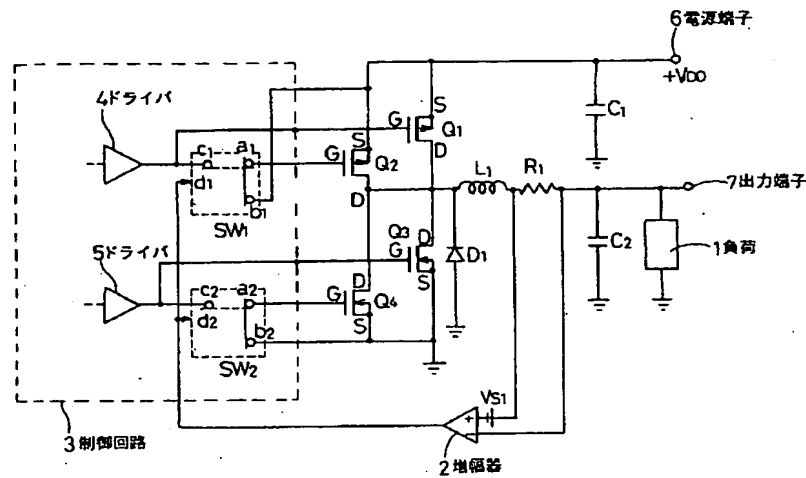 6電源端子
+VDD
4ドライバ
S
G
Q1
D
C1
c1
a1
G
S
Q2
D
d1
b1
SW1
L1
R1
7出力端子
5ドライバ
Q3
D
G
S
D1
C2
1負荷
c2
a2
G
D
Q4
S
d2
b2
SW2
VS1
+
3制御回路
2増幅器